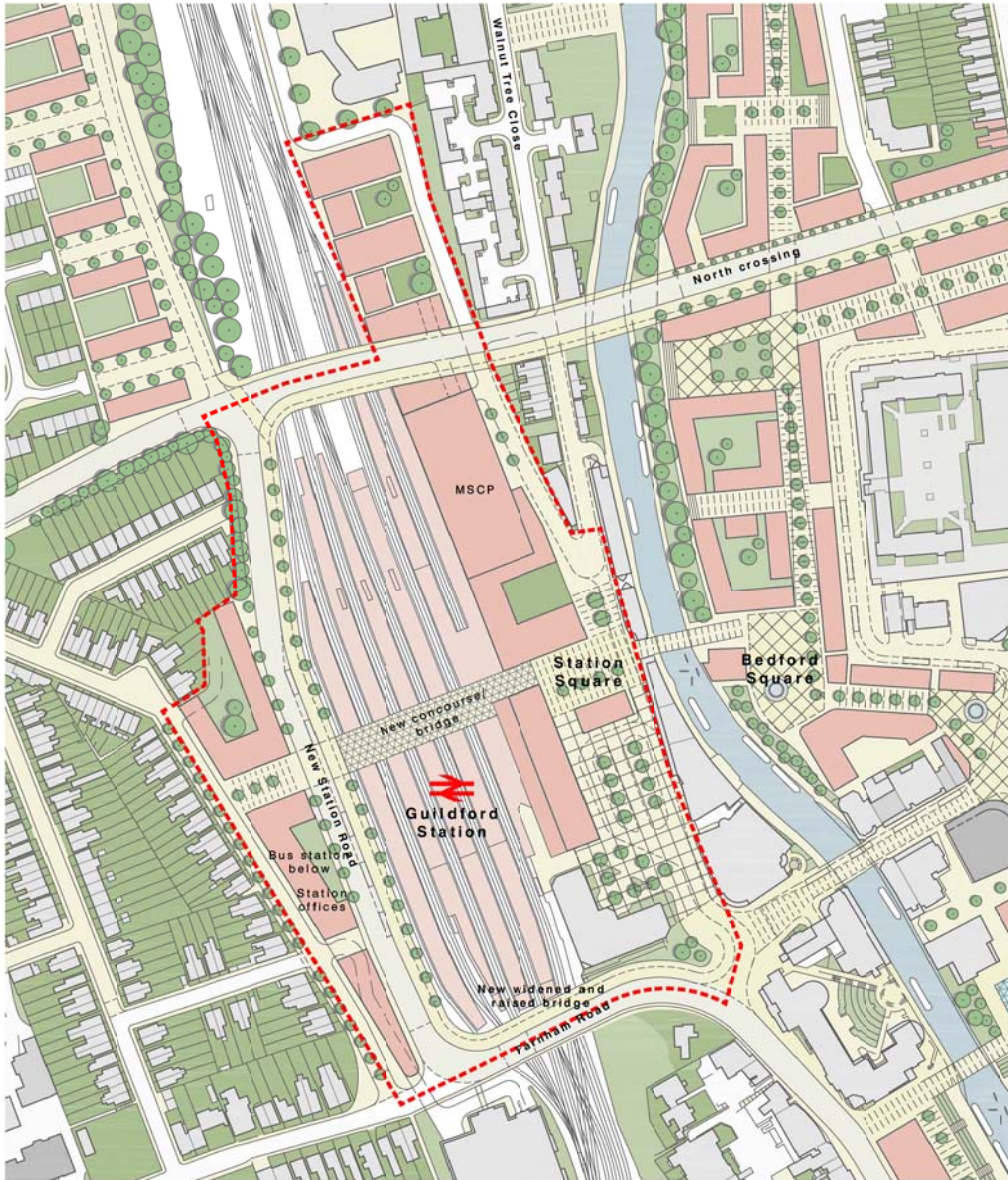 Walnut Tree Close
North crossing
MSCP
Station
Square
Bedford
Square
New concourse/
bridge
New Station Road
Guildford
Station
Bus station
below
Station
offices
New widened and
raised bridge
Farnham Road